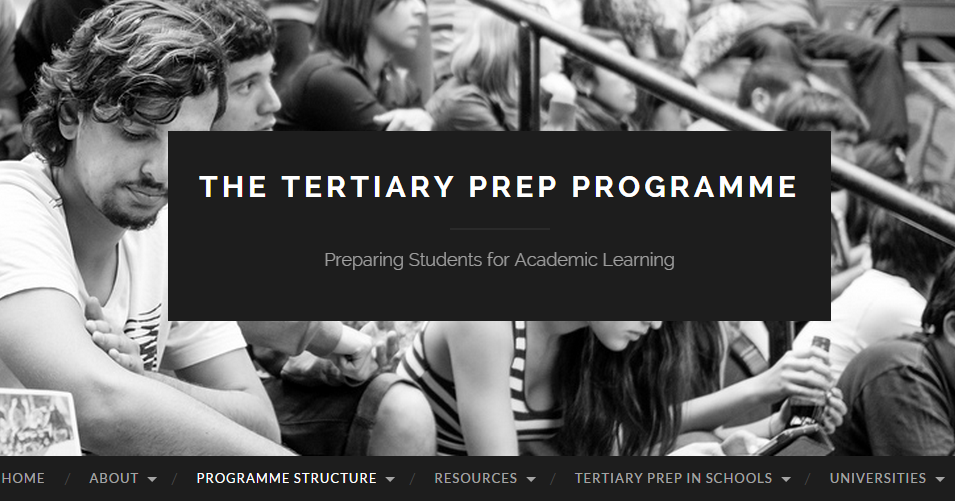 THE TERTIARY PREP PROGRAMME
Preparing Students for Academic Learning
HOME / ABOUT / PROGRAMME STRUCTURE / RESOURCES / TERTIARY PREP IN SCHOOLS / UNIVERSITIES